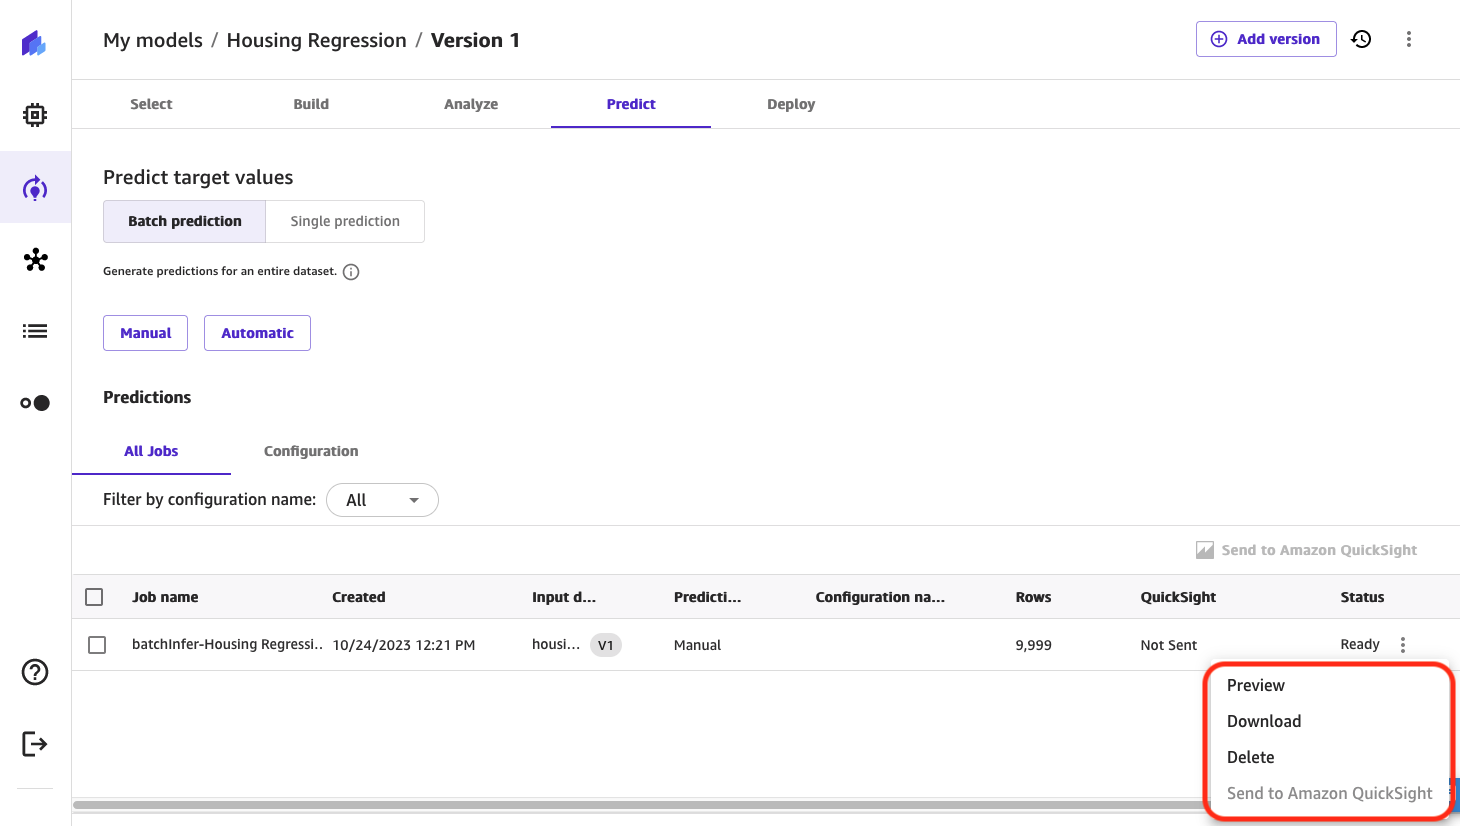 My models / Housing Regression / Version 1
Add version
Select Build Analyze Predict Deploy
Predict target values
Batch prediction Single prediction
Generate predictions for an entire dataset.
Manual Automatic
Predictions
All Jobs Configuration
Filter by configuration name: All
Send to Amazon QuickSight
Job name Created Input d... Predicti... Configuration na... Rows QuickSight Status
batchInfer-Housing Regressi.. 10/24/2023 12:21 PM housi... V1 Manual 9,999 Not Sent Ready
Preview
Download
Delete
Send to Amazon QuickSight